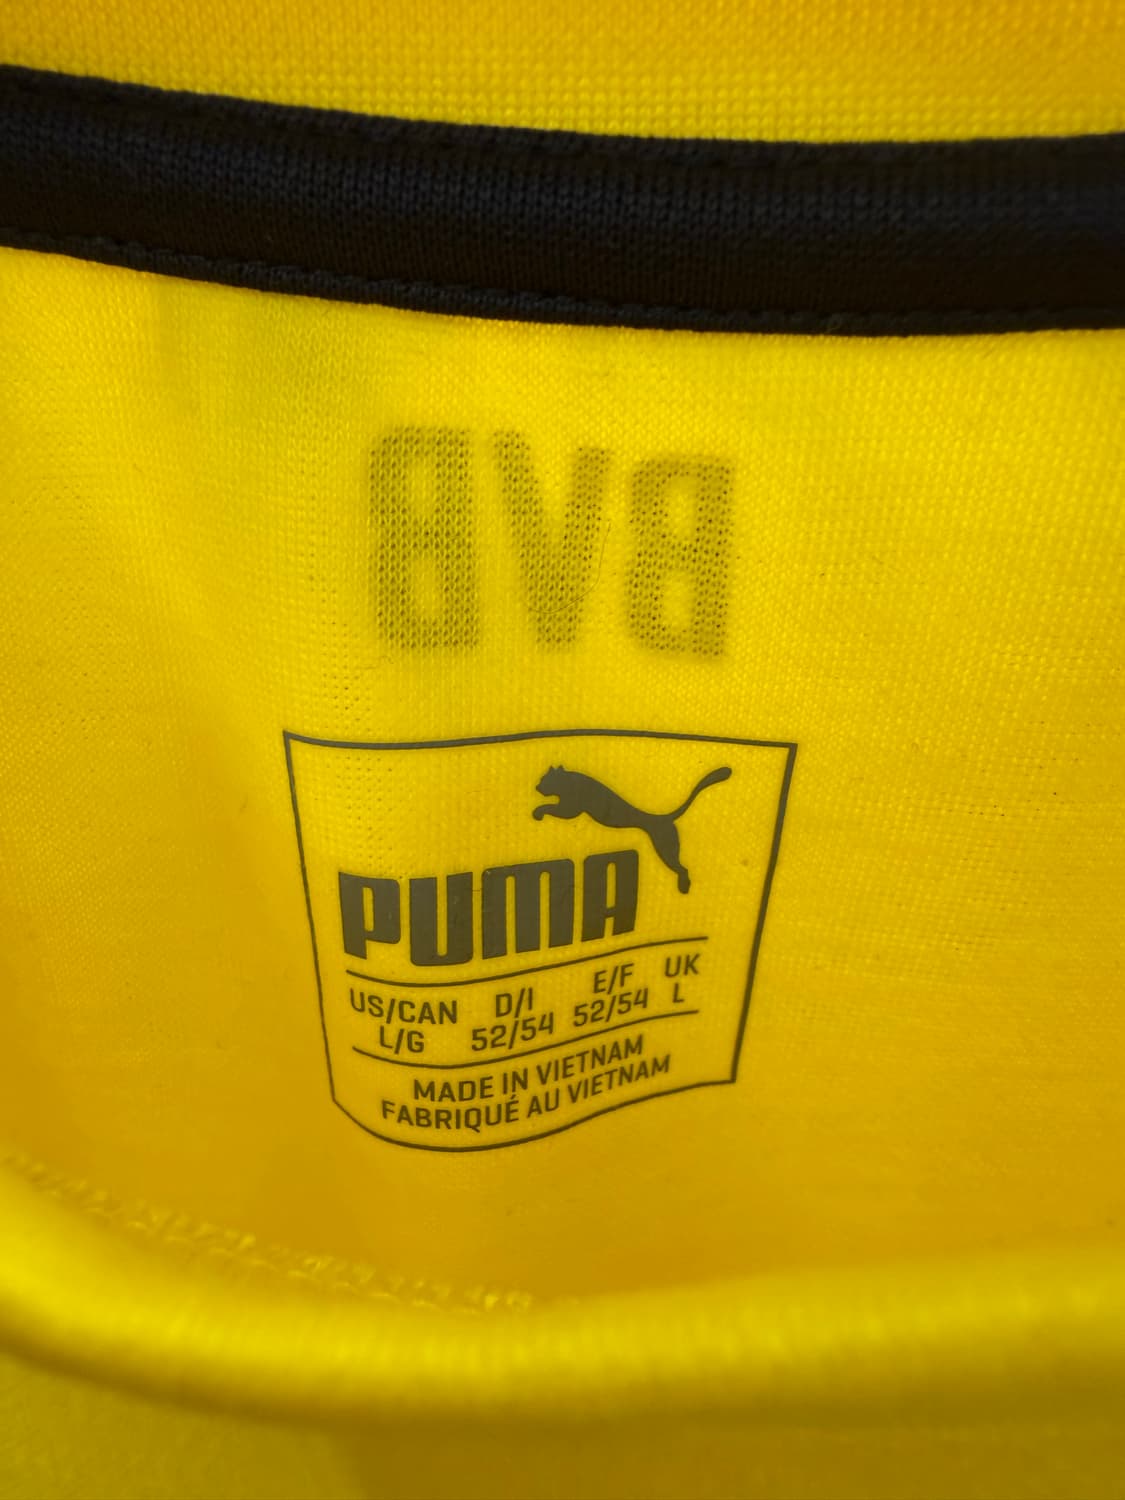 BVB
PUMA
US/CAN D/I E/F UK
L/G 52/54 52/54 L
MADE IN VIETNAM
FABRIQUÉ AU VIETNAM